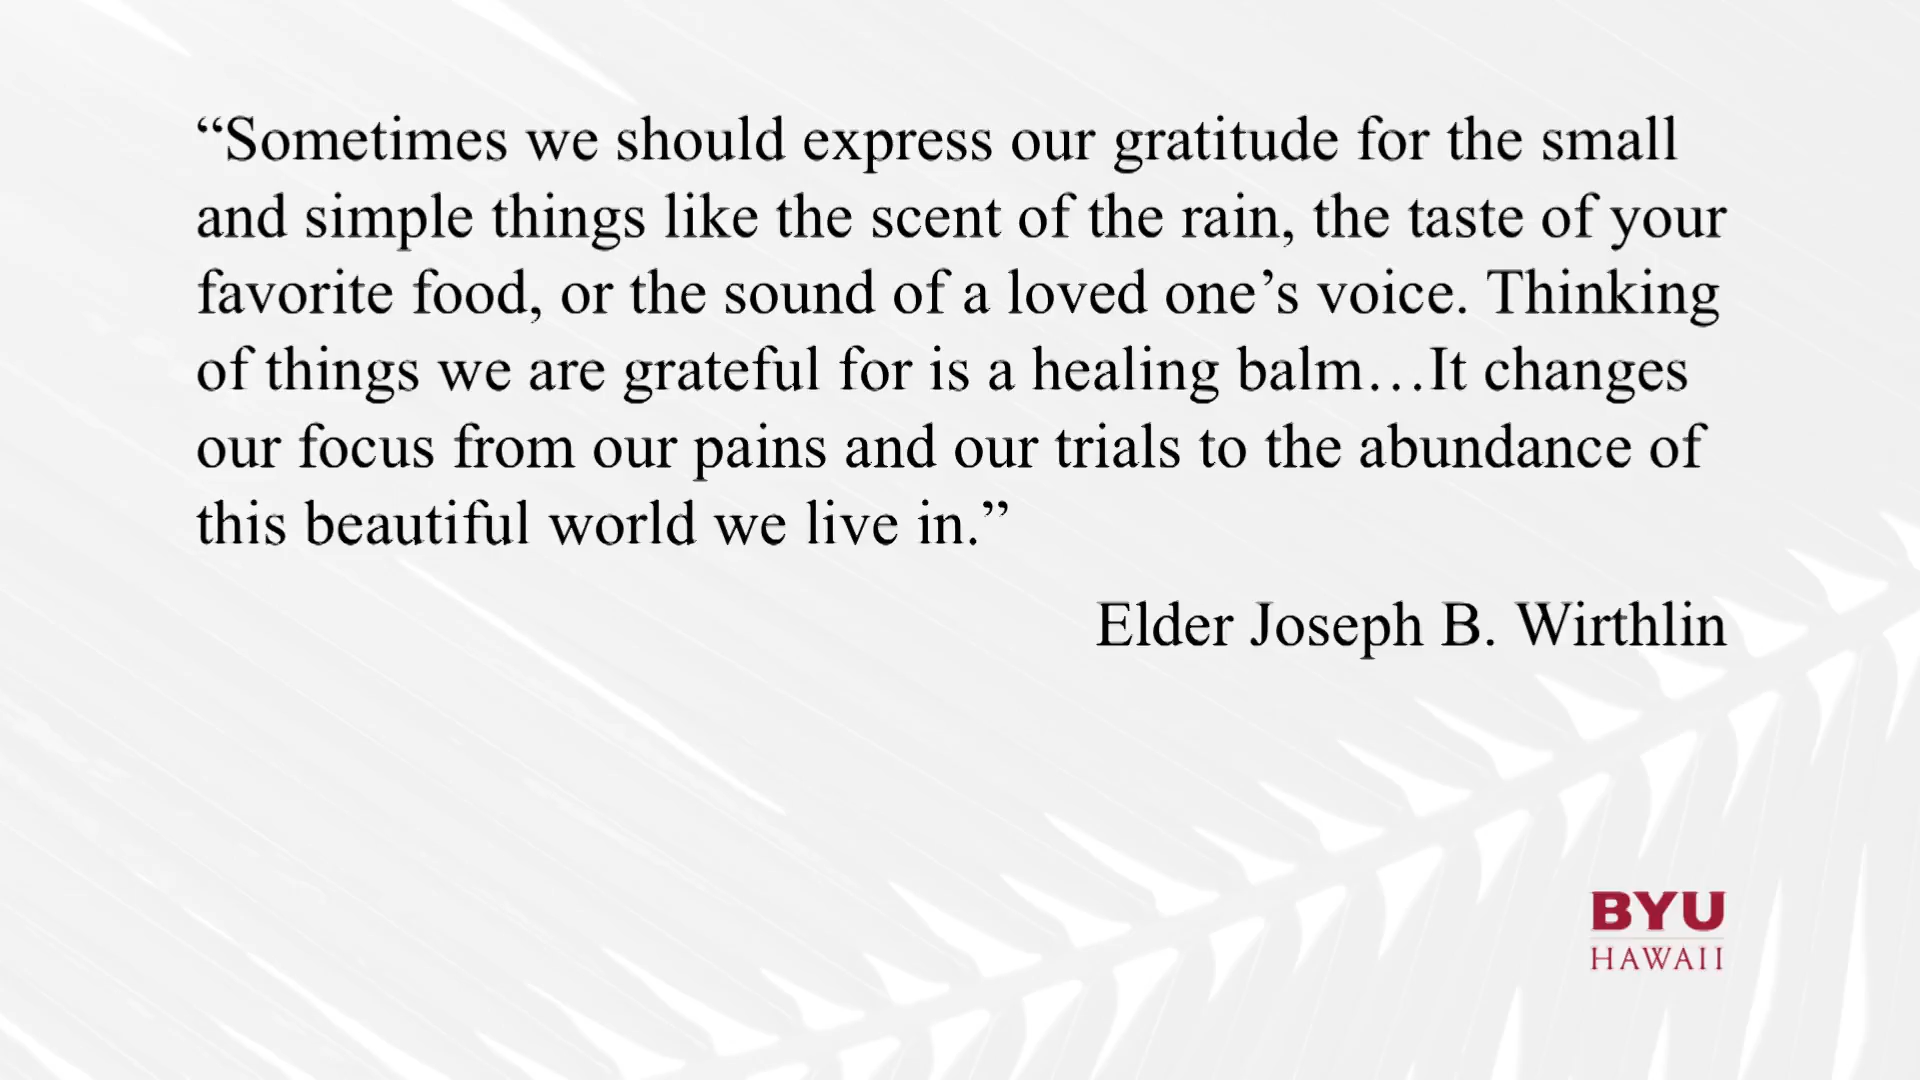 “Sometimes we should express our gratitude for the small
and simple things like the scent of the rain, the taste of your
favorite food, or the sound of a loved one’s voice. Thinking
of things we are grateful for is a healing balm…It changes
our focus from our pains and our trials to the abundance of
this beautiful world we live in.”
Elder Joseph B. Wirthlin
BYU
HAWAII